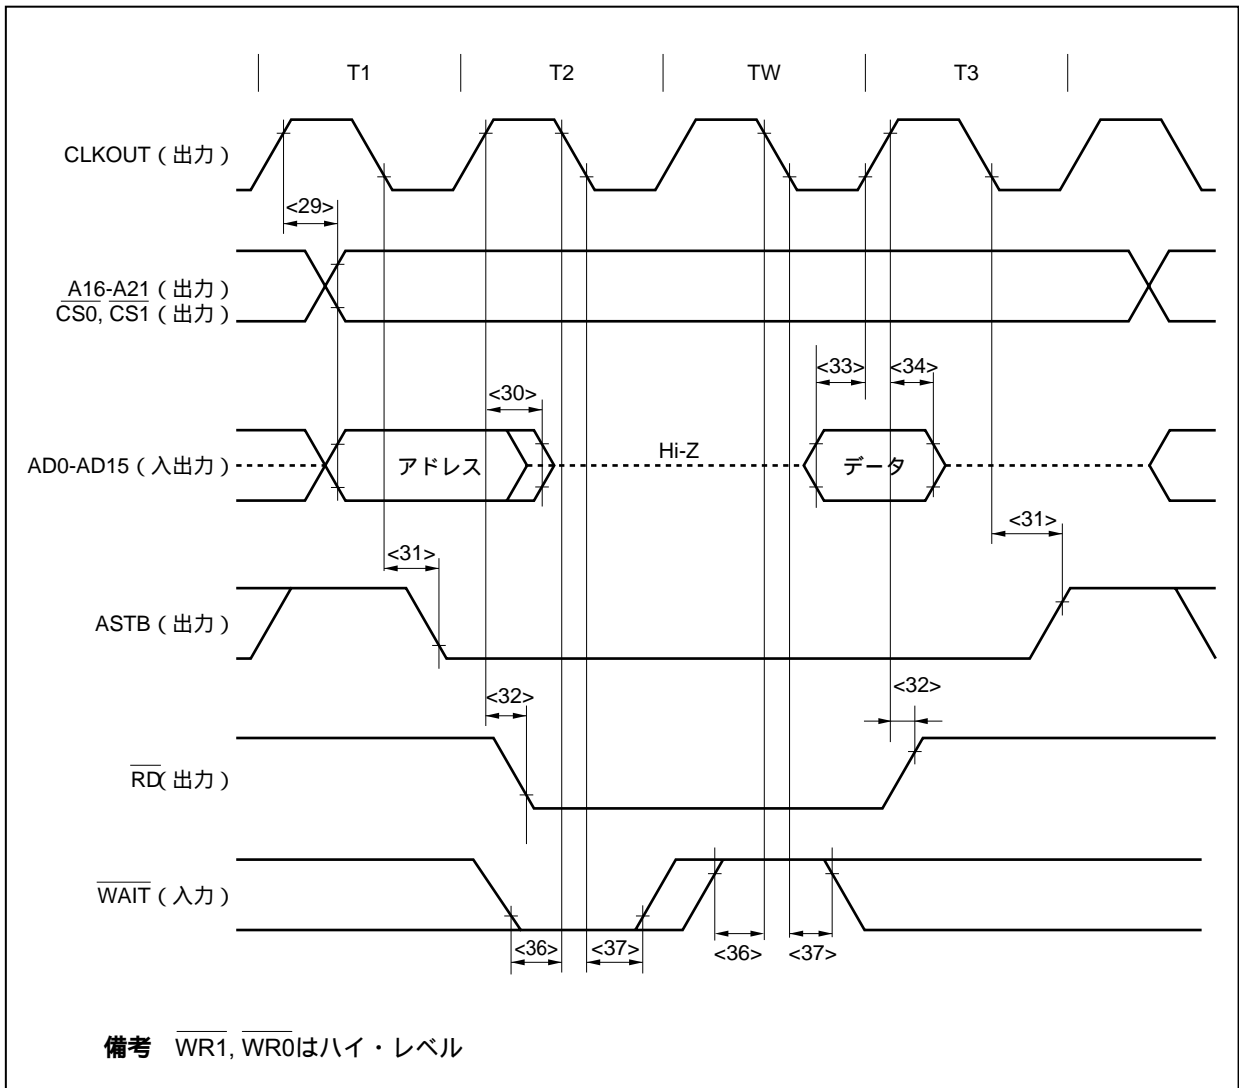 T1 T2 TW T3
CLKOUT(出力)
<29>
A16-A21(出力)
CS0, CS1(出力)
<33> <34>
<30>
AD0-AD15(入出力) アドレス Hi-Z データ
<31> <31>
ASTB(出力)
<32> <32>
RD(出力)
WAIT(入力)
<36> <37> <36> <37>
備考 WR1, WR0はハイ・レベル